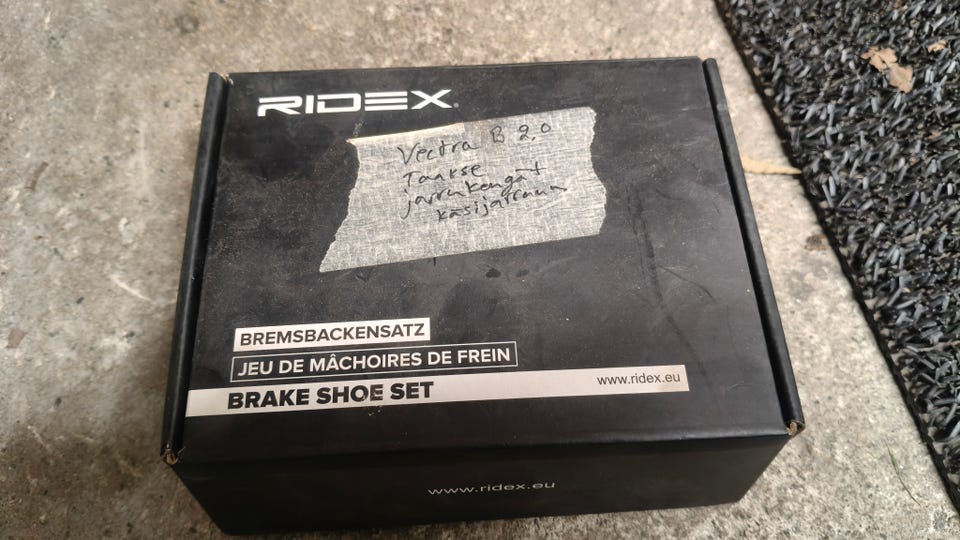 RIDEX
Vectra B 2.0
Taakse
jarrukengät
käsijarruun
BREMSBACKENSATZ
JEU DE MÂCHOIRES DE FREIN
BRAKE SHOE SET
www.ridex.eu
www.ridex.eu